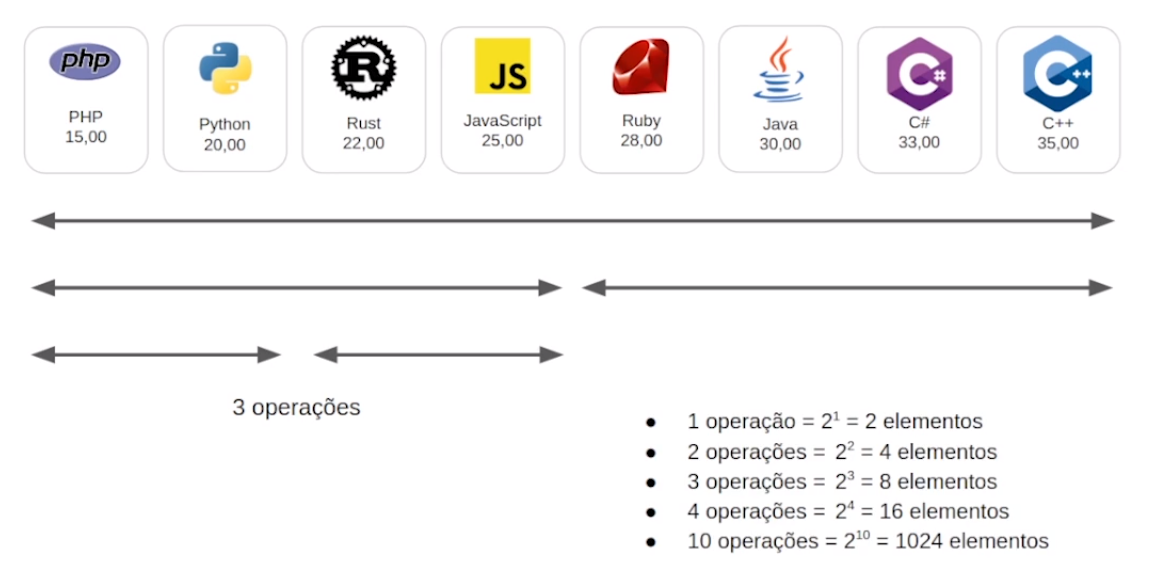 php
PHP
15,00
Python
20,00
R
Rust
22,00
JS
JavaScript
25,00
Ruby
28,00
Java
30,00
C#
C#
33,00
C++
C++
35,00
3 operações
● 1 operação = 2¹ = 2 elementos
● 2 operações = 2² = 4 elementos
● 3 operações = 2³ = 8 elementos
● 4 operações = 2⁴ = 16 elementos
● 10 operações = 2¹⁰ = 1024 elementos